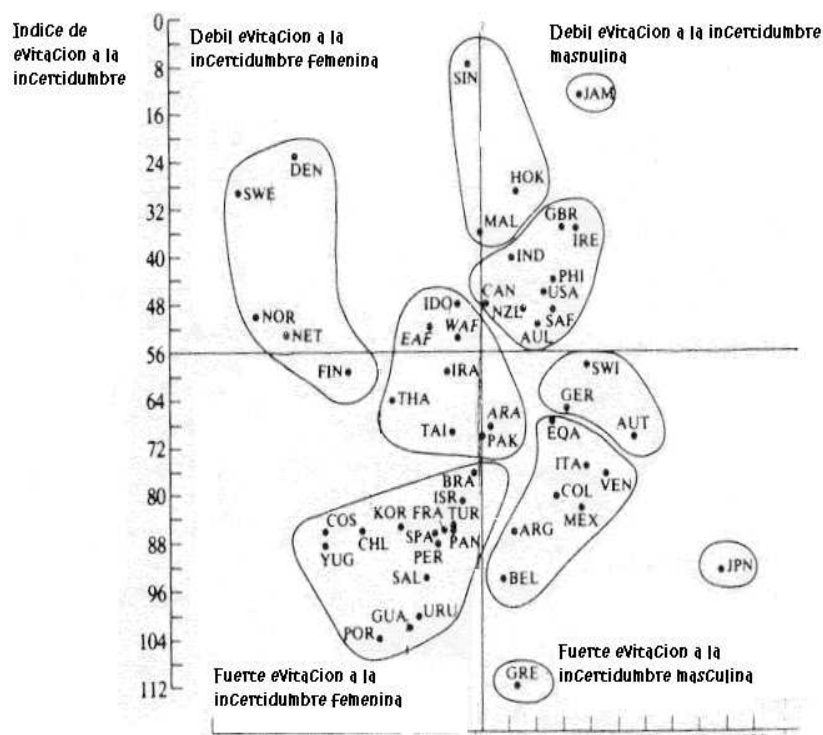 Indice de
evitacion a la
incertidumbre
Debil evitacion a la
incertidumbre femenina
Debil evitacion a la incertidumbre
masnulina
0
8
16
24
32
40
48
56
64
72
80
88
96
104
112
SIN
JAM
DEN
SWE
HOK
MAL
GBR
IRE
IND
PHI
CAN
USA
NZL
SAF
AUL
IDO
WAF
EAF
NOR
NET
FIN
IRA
SWI
THA
GER
ARA
TAI
PAK
EQA
AUT
BRA
ITA
VEN
ISR
COL
COS
KOR
FRA
TUR
MEX
CHL
SPA
PAN
ARG
YUG
PER
SAL
BEL
JPN
GUA
URU
POR
Fuerte evitacion a la
incertidumbre femenina
GRE
Fuerte evitacion a la
incertidumbre masculina